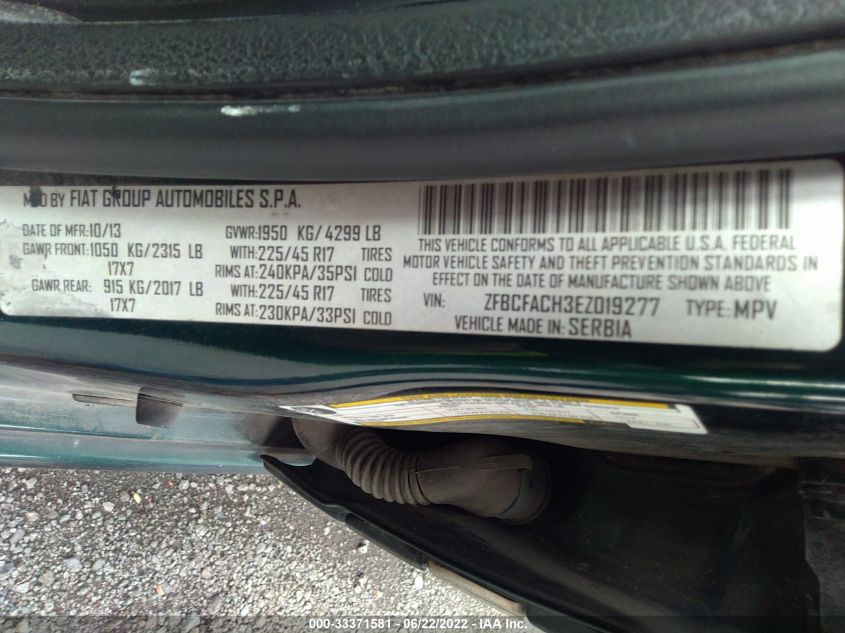 MFD BY FIAT GROUP AUTOMOBILES S.P.A.
DATE OF MFR:10/13 GVWR:1950 KG/4299 LB
GAWR FRONT:1050 KG/2315 LB WITH:225/45 R17 TIRES
17X7 RIMS AT:240KPA/35PSI COLD
GAWR REAR: 915 KG/2017 LB WITH:225/45 R17 TIRES
17X7 RIMS AT:230KPA/33PSI COLD
THIS VEHICLE CONFORMS TO ALL APPLICABLE U.S.A. FEDERAL
MOTOR VEHICLE SAFETY AND THEFT PREVENTION STANDARDS IN
EFFECT ON THE DATE OF MANUFACTURE SHOWN ABOVE
VIN: ZFBCFACH3EZ019277 TYPE:MPV
VEHICLE MADE IN: SERBIA
000-33371581 - 06/22/2022 - IAA Inc.